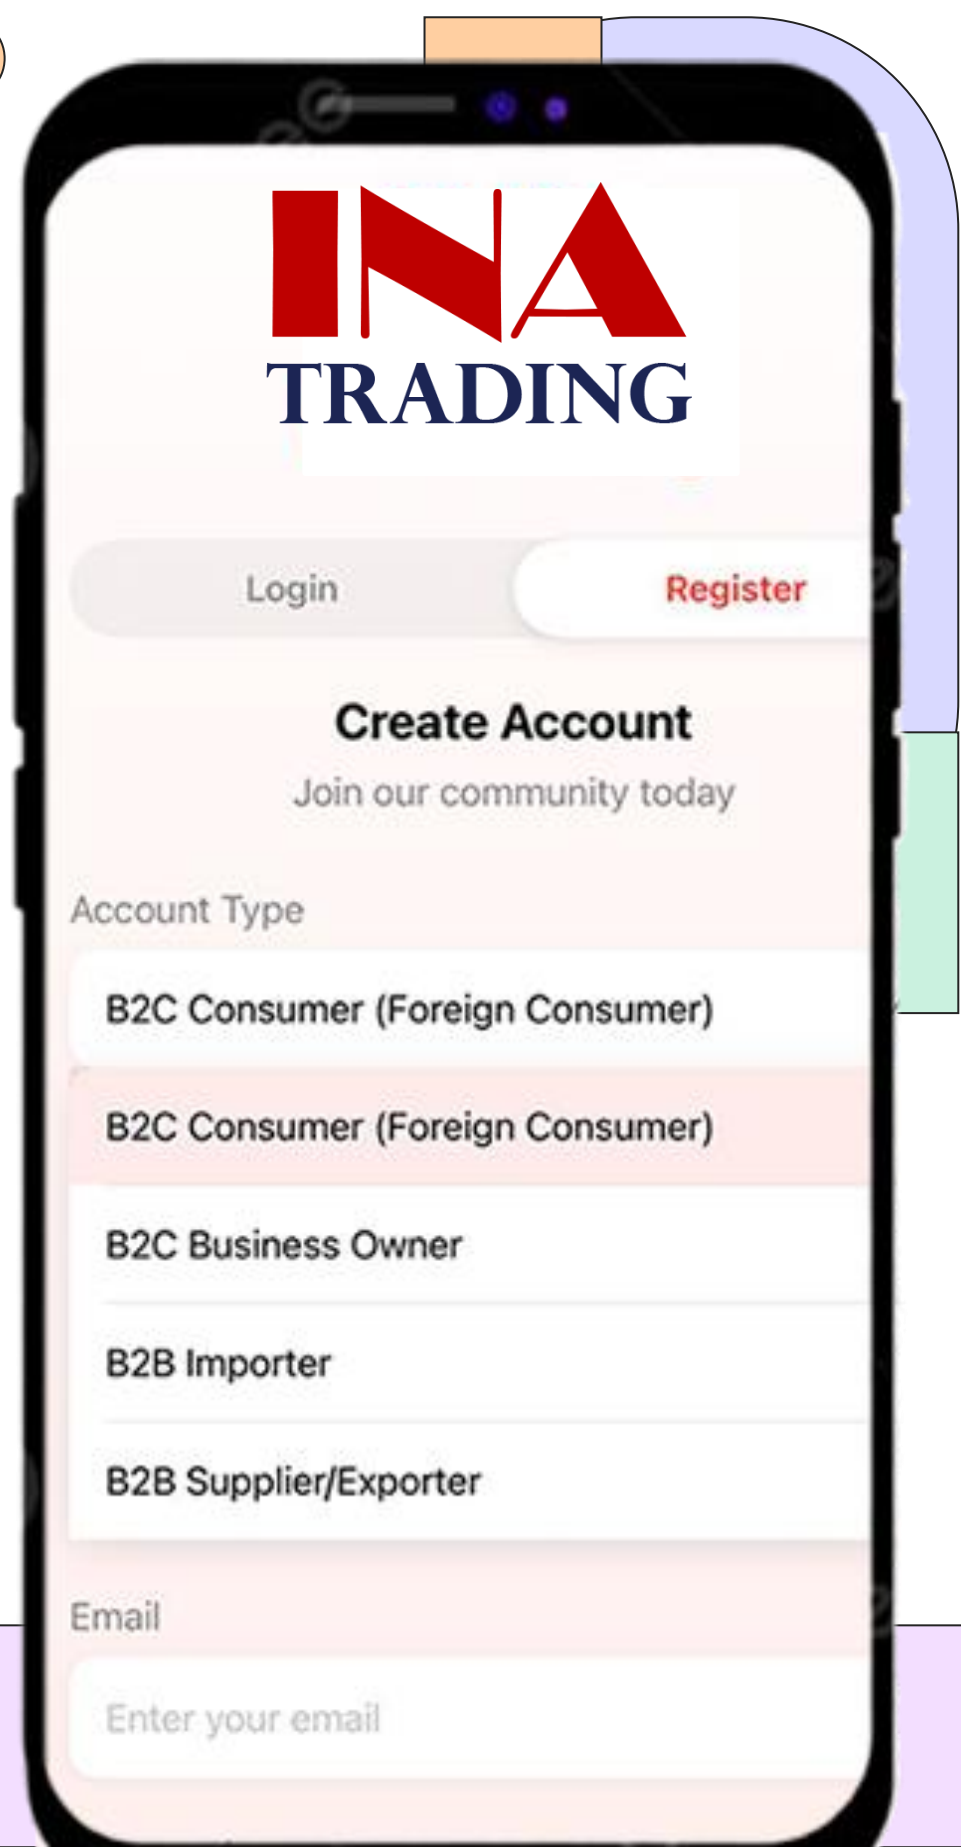 INA
TRADING
Login
Register
Create Account
Join our community today
Account Type
B2C Consumer (Foreign Consumer)
B2C Consumer (Foreign Consumer)
B2C Business Owner
B2B Importer
B2B Supplier/Exporter
Email
Enter your email